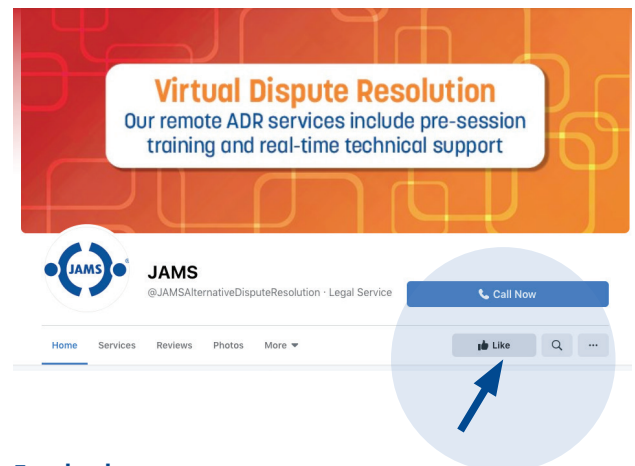 Virtual Dispute Resolution
Our remote ADR services include pre-session
training and real-time technical support
JAMS
JAMS
@JAMSAlternativeDisputeResolution · Legal Service
Call Now
Home Services Reviews Photos More
Like